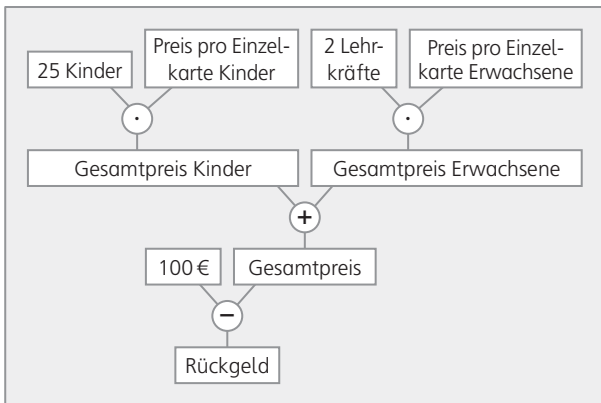 25 Kinder
Preis pro Einzel-
karte Kinder
2 Lehr-
kräfte
Preis pro Einzel-
karte Erwachsene
·
·
Gesamtpreis Kinder
Gesamtpreis Erwachsene
+
100 €
Gesamtpreis
−
Rückgeld